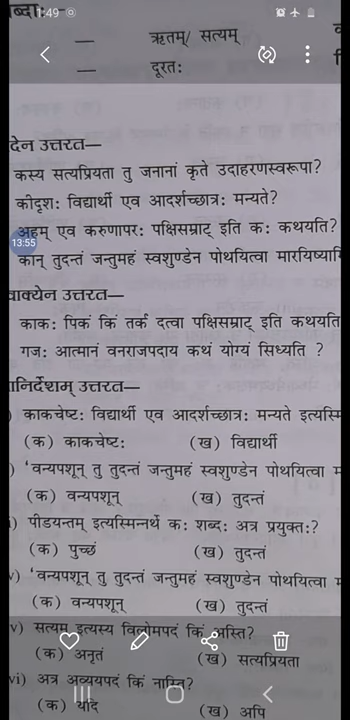 1:49
ब्दाः –
— ऋतम्/ सत्यम्
— दूरतः
देन उत्तरत—
कस्य सत्यप्रियता तु जनानां कृते उदाहरणस्वरूपा?
कीदृशः विद्यार्थी एव आदर्शच्छात्रः मन्यते?
अहम् एव करुणापरः पक्षिसम्राट् इति कः कथयति?
13:55
कान् तुदन्तं जन्तुमहं स्वशुण्डेन पोथयित्वा मारयिष्यामि
वाक्येन उत्तरत—
काकः पिकं किं तर्कं दत्वा पक्षिसम्राट् इति कथयति
गजः आत्मानं वनराजपदाय कथं योग्यं सिध्यति ?
निर्देशम् उत्तरत—
) काकचेष्टः विद्यार्थी एव आदर्शच्छात्रः मन्यते इत्यस्मि
(क) काकचेष्टः (ख) विद्यार्थी
) 'वन्यपशून् तु तुदन्तं जन्तुमहं स्वशुण्डेन पोथयित्वा म
(क) वन्यपशून् (ख) तुदन्तं
i) पीडयन्तम् इत्यस्मिन्नर्थे कः शब्दः अत्र प्रयुक्तः?
(क) पुच्छं (ख) तुदन्तं
v) 'वन्यपशून् तु तुदन्तं जन्तुमहं स्वशुण्डेन पोथयित्वा म
(क) वन्यपशून् (ख) तुदन्तं
v) सत्यम् इत्यस्य विलोमपदं किं अस्ति?
(क) अनृतं (ख) सत्यप्रियता
vi) अत्र अव्ययपदं किं नास्ति?
(क) यदि (ख) अपि